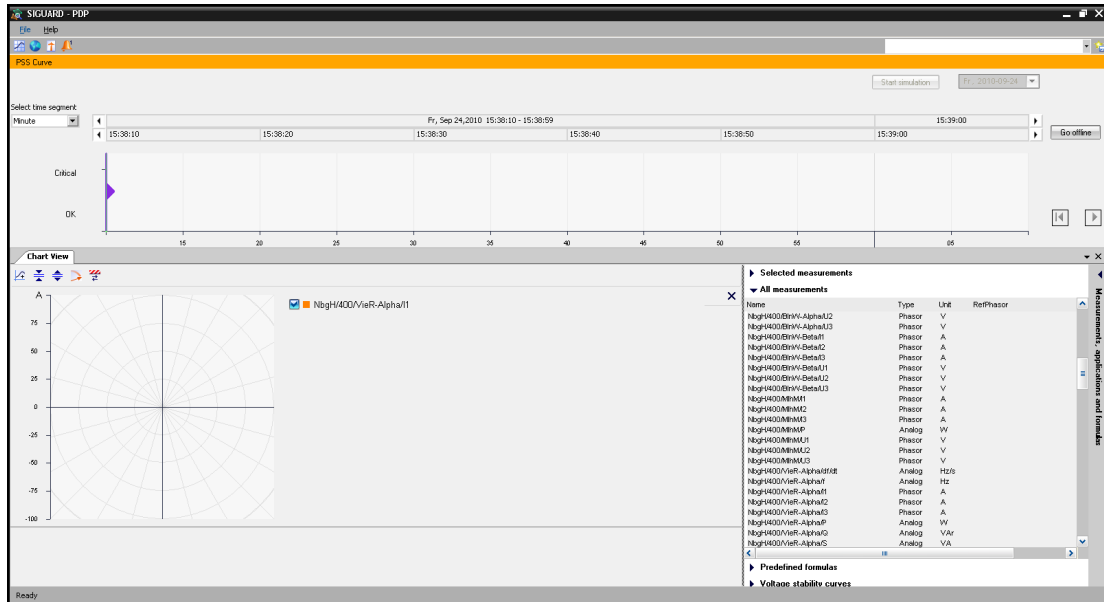 SIGUARD - PDP
File Help
PSS Curve
Start simulation Fr, 2010-09-24
Select time segment
Minute Fr, Sep 24,2010 15:38:10 - 15:38:59 15:39:00
15:38:10 15:38:20 15:38:30 15:38:40 15:38:50 15:39:00 Go offline
Critical
OK
15 20 25 30 35 40 45 50 55 05
Chart View
Selected measurements
All measurements
Name Type Unit RefPhasor
NbgH/400/BlnW-Alpha/U2 Phasor V
NbgH/400/BlnW-Alpha/U3 Phasor V
NbgH/400/BlnW-Beta/I1 Phasor A
NbgH/400/BlnW-Beta/I2 Phasor A
NbgH/400/BlnW-Beta/I3 Phasor A
NbgH/400/BlnW-Beta/U1 Phasor V
NbgH/400/BlnW-Beta/U2 Phasor V
NbgH/400/BlnW-Beta/U3 Phasor V
NbgH/400/MlhM/I1 Phasor A
NbgH/400/MlhM/I2 Phasor A
NbgH/400/MlhM/I3 Phasor A
NbgH/400/MlhM/P Analog W
NbgH/400/MlhM/U1 Phasor V
NbgH/400/MlhM/U2 Phasor V
NbgH/400/MlhM/U3 Phasor V
NbgH/400/VieR-Alpha/df/dt Analog Hz/s
NbgH/400/VieR-Alpha/f Analog Hz
NbgH/400/VieR-Alpha/I1 Phasor A
NbgH/400/VieR-Alpha/I2 Phasor A
NbgH/400/VieR-Alpha/I3 Phasor A
NbgH/400/VieR-Alpha/P Analog W
NbgH/400/VieR-Alpha/Q Analog VAr
NbgH/400/VieR-Alpha/S Analog VA
Predefined formulas
Voltage stability curves
Measurements, applications and formulas
A
75
50
25
0
-25
-50
-75
-100
NbgH/400/VieR-Alpha/I1
Ready